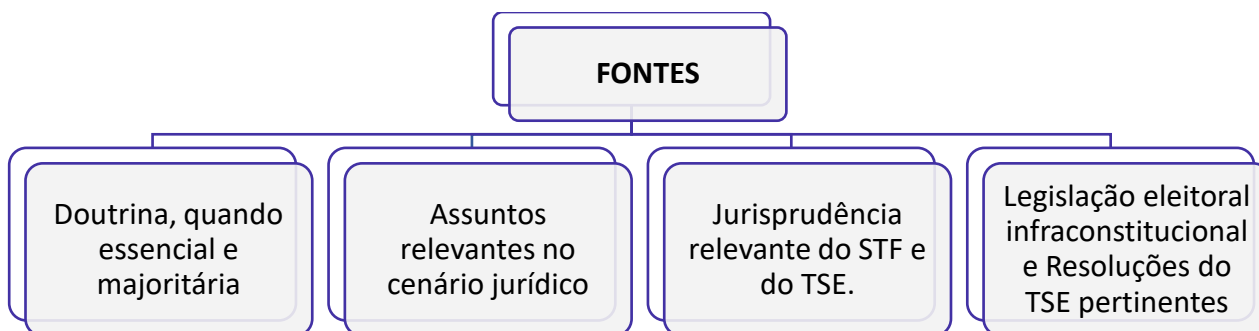 FONTES
Doutrina, quando
essencial e
majoritária
Assuntos
relevantes no
cenário jurídico
Jurisprudência
relevante do STF e
do TSE.
Legislação eleitoral
infraconstitucional
e Resoluções do
TSE pertinentes